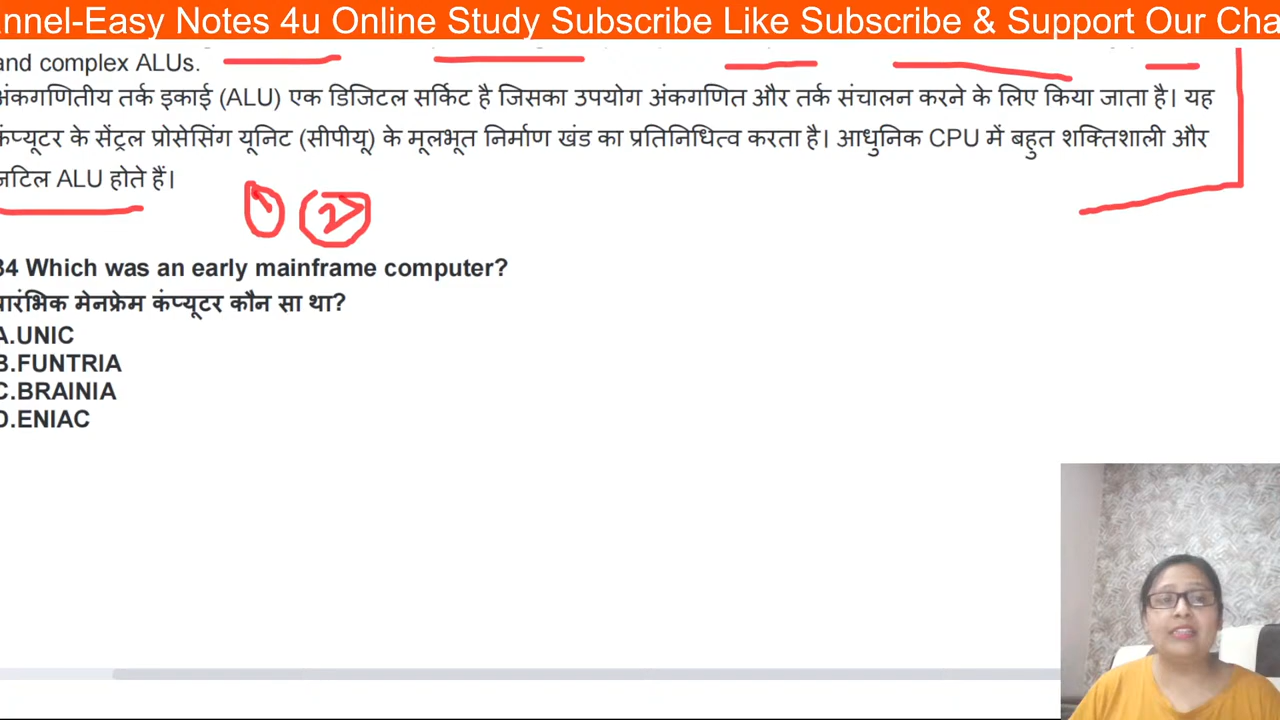 nnel-Easy Notes 4u Online Study Subscribe Like Subscribe & Support Our Cha
and complex ALUs.
अंकगणितीय तर्क इकाई (ALU) एक डिजिटल सर्किट है जिसका उपयोग अंकगणित और तर्क संचालन करने के लिए किया जाता है। यह
कंप्यूटर के सेंट्रल प्रोसेसिंग यूनिट (सीपीयू) के मूलभूत निर्माण खंड का प्रतिनिधित्व करता है। आधुनिक CPU में बहुत शक्तिशाली और
जटिल ALU होते हैं।
2
34 Which was an early mainframe computer?
प्रारंभिक मेनफ्रेम कंप्यूटर कौन सा था?
A.UNIC
B.FUNTRIA
C.BRAINIA
D.ENIAC